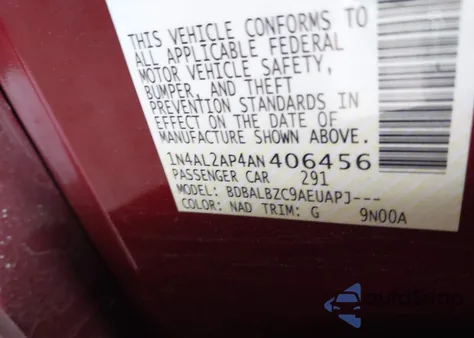 THIS VEHICLE CONFORMS TO
ALL APPLICABLE FEDERAL
MOTOR VEHICLE SAFETY,
BUMPER, AND THEFT
PREVENTION STANDARDS IN
EFFECT ON THE DATE OF
MANUFACTURE SHOWN ABOVE.
1N4AL2AP4AN406456
PASSENGER CAR 291
MODEL: BDBALBZC9AEUAPJ---
COLOR: NAD TRIM: G 9N00A
autoSnap